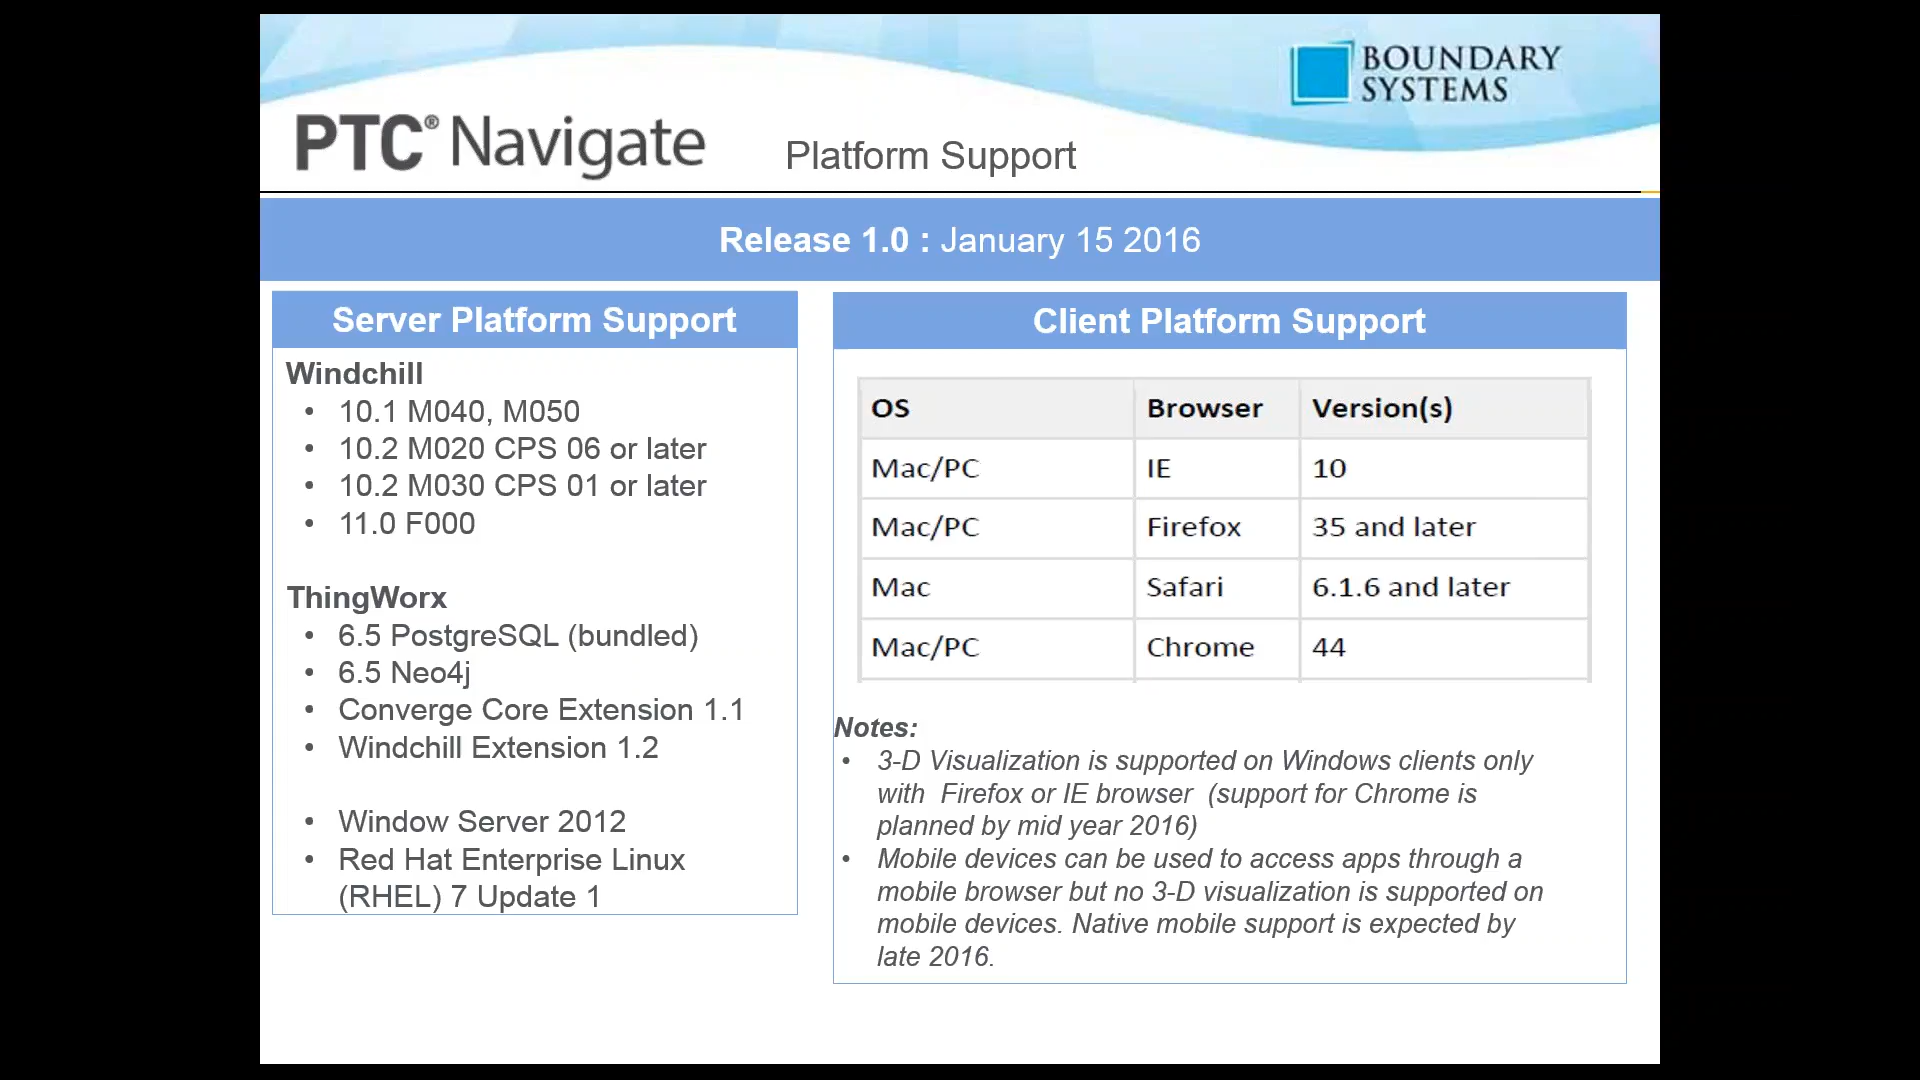 BOUNDARY
SYSTEMS
PTC® Navigate Platform Support
Release 1.0 : January 15 2016
Server Platform Support
Windchill
• 10.1 M040, M050
• 10.2 M020 CPS 06 or later
• 10.2 M030 CPS 01 or later
• 11.0 F000
ThingWorx
• 6.5 PostgreSQL (bundled)
• 6.5 Neo4j
• Converge Core Extension 1.1
• Windchill Extension 1.2
• Window Server 2012
• Red Hat Enterprise Linux
(RHEL) 7 Update 1
Client Platform Support
OS Browser Version(s)
Mac/PC IE 10
Mac/PC Firefox 35 and later
Mac Safari 6.1.6 and later
Mac/PC Chrome 44
Notes:
• 3-D Visualization is supported on Windows clients only
with Firefox or IE browser (support for Chrome is
planned by mid year 2016)
• Mobile devices can be used to access apps through a
mobile browser but no 3-D visualization is supported on
mobile devices. Native mobile support is expected by
late 2016.